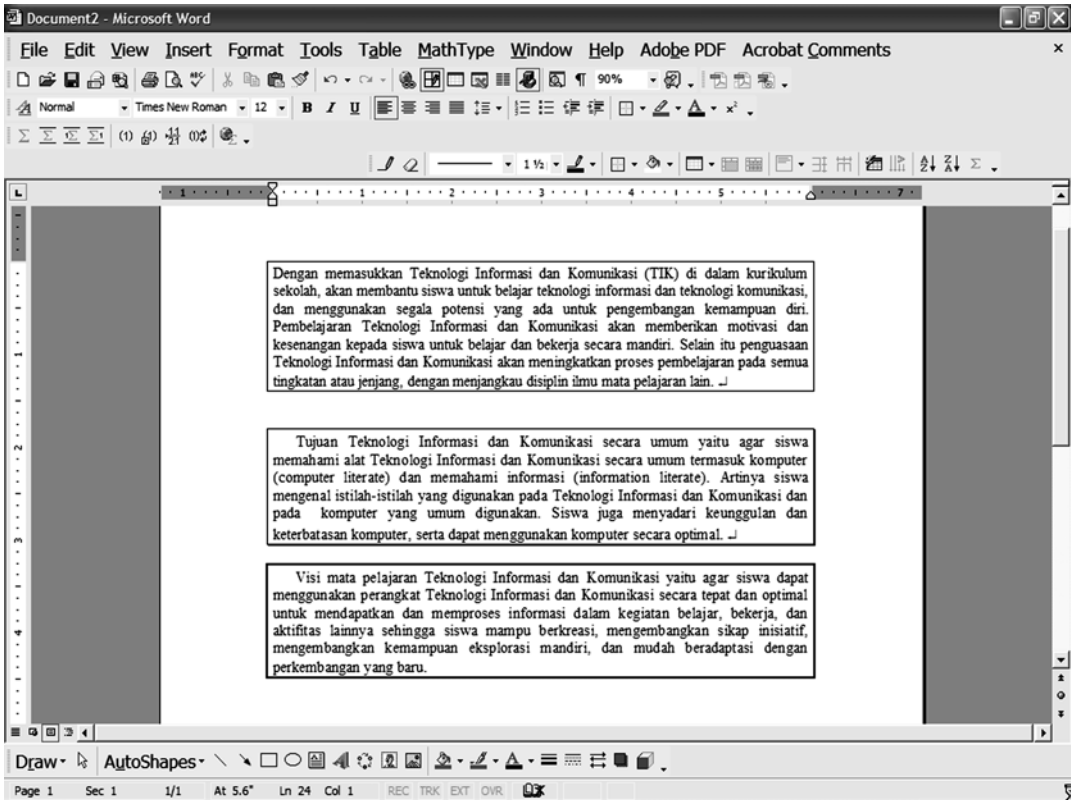 Document2 - Microsoft Word
File Edit View Insert Format Tools Table MathType Window Help Adobe PDF Acrobat Comments
90%
Normal Times New Roman 12 B I U
1 ½
1 1 2 3 4 5 7
Dengan memasukkan Teknologi Informasi dan Komunikasi (TIK) di dalam kurikulum
sekolah, akan membantu siswa untuk belajar teknologi informasi dan teknologi komunikasi,
dan menggunakan segala potensi yang ada untuk pengembangan kemampuan diri.
Pembelajaran Teknologi Informasi dan Komunikasi akan memberikan motivasi dan
kesenangan kepada siswa untuk belajar dan bekerja secara mandiri. Selain itu penguasaan
Teknologi Informasi dan Komunikasi akan meningkatkan proses pembelajaran pada semua
tingkatan atau jenjang, dengan menjangkau disiplin ilmu mata pelajaran lain. ↵
Tujuan Teknologi Informasi dan Komunikasi secara umum yaitu agar siswa
memahami alat Teknologi Informasi dan Komunikasi secara umum termasuk komputer
(computer literate) dan memahami informasi (information literate). Artinya siswa
mengenal istilah-istilah yang digunakan pada Teknologi Informasi dan Komunikasi dan
pada komputer yang umum digunakan. Siswa juga menyadari keunggulan dan
keterbatasan komputer, serta dapat menggunakan komputer secara optimal. ↵
Visi mata pelajaran Teknologi Informasi dan Komunikasi yaitu agar siswa dapat
menggunakan perangkat Teknologi Informasi dan Komunikasi secara tepat dan optimal
untuk mendapatkan dan memproses informasi dalam kegiatan belajar, bekerja, dan
aktifitas lainnya sehingga siswa mampu berkreasi, mengembangkan sikap inisiatif,
mengembangkan kemampuan eksplorasi mandiri, dan mudah beradaptasi dengan
perkembangan yang baru.
Draw AutoShapes
Page 1 Sec 1 1/1 At 5.6" Ln 24 Col 1 REC TRK EXT OVR